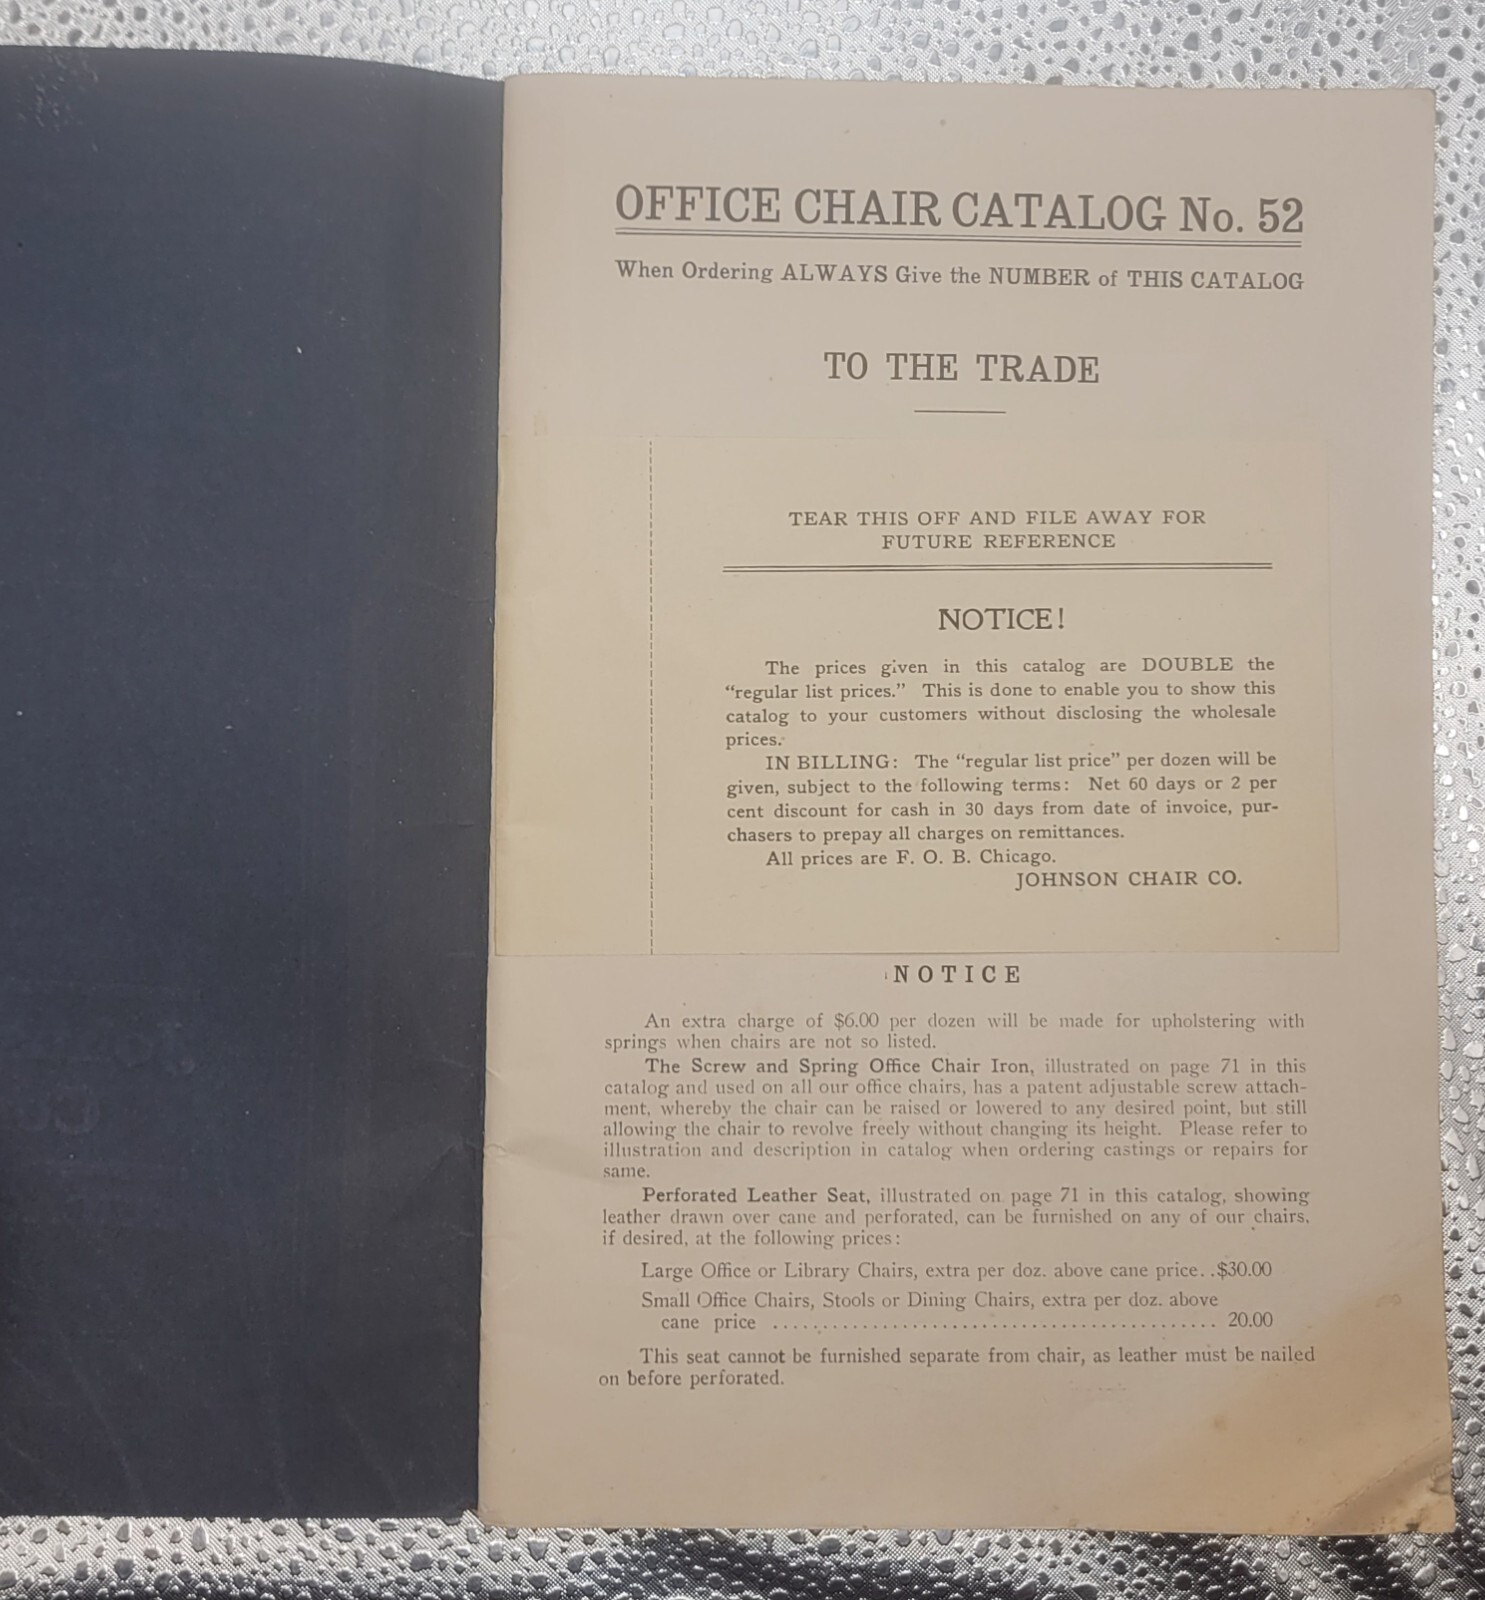 OFFICE CHAIR CATALOG No. 52
When Ordering ALWAYS Give the NUMBER of THIS CATALOG
TO THE TRADE
TEAR THIS OFF AND FILE AWAY FOR
FUTURE REFERENCE
NOTICE!
The prices given in this catalog are DOUBLE the
“regular list prices.” This is done to enable you to show this
catalog to your customers without disclosing the wholesale
prices.
IN BILLING: The “regular list price” per dozen will be
given, subject to the following terms: Net 60 days or 2 per
cent discount for cash in 30 days from date of invoice, pur-
chasers to prepay all charges on remittances.
All prices are F. O. B. Chicago.
JOHNSON CHAIR CO.
NOTICE
An extra charge of $6.00 per dozen will be made for upholstering with
springs when chairs are not so listed.
The Screw and Spring Office Chair Iron, illustrated on page 71 in this
catalog and used on all our office chairs, has a patent adjustable screw attach-
ment, whereby the chair can be raised or lowered to any desired point, but still
allowing the chair to revolve freely without changing its height. Please refer to
illustration and description in catalog when ordering castings or repairs for
same.
Perforated Leather Seat, illustrated on page 71 in this catalog, showing
leather drawn over cane and perforated, can be furnished on any of our chairs,
if desired, at the following prices:
Large Office or Library Chairs, extra per doz. above cane price..$30.00
Small Office Chairs, Stools or Dining Chairs, extra per doz. above
cane price ........................................... 20.00
This seat cannot be furnished separate from chair, as leather must be nailed
on before perforated.